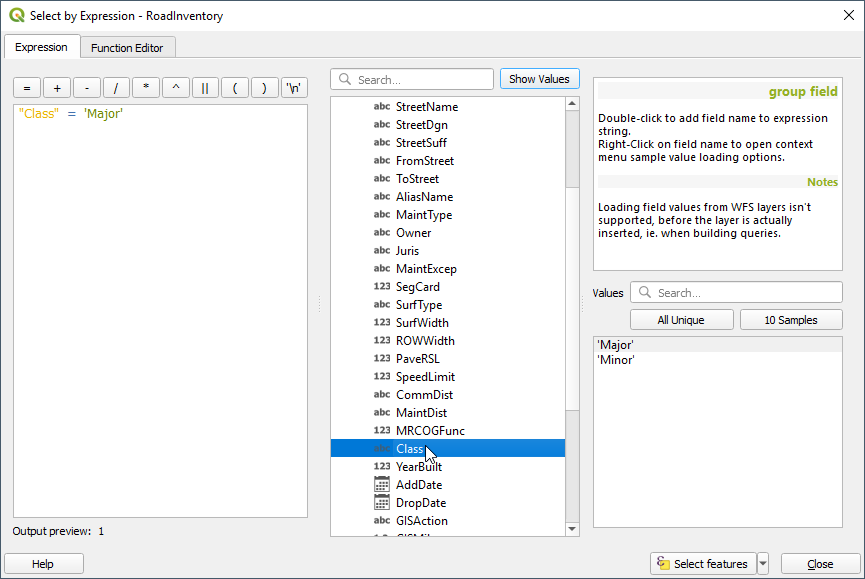 Select by Expression - RoadInventory
Expression
Function Editor
= + - / * ^ || ( ) '\n'
"Class" = 'Major'
Output preview: 1
Search...
Show Values
abc StreetName
abc StreetDgn
abc StreetSuff
abc FromStreet
abc ToStreet
abc AliasName
abc MaintType
abc Owner
abc Juris
abc MaintExcep
123 SegCard
abc SurfType
123 SurfWidth
123 ROWWidth
123 PaveRSL
123 SpeedLimit
abc CommDist
abc MaintDist
123 MRCOGFunc
abc Class
123 YearBuilt
AddDate
DropDate
abc GISAction
group field
Double-click to add field name to expression
string.
Right-Click on field name to open context
menu sample value loading options.
Notes
Loading field values from WFS layers isn't
supported, before the layer is actually
inserted, ie. when building queries.
Values
Search...
All Unique
10 Samples
'Major'
'Minor'
Help
Select features
Close